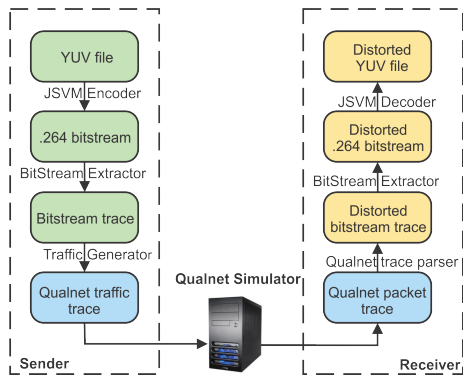 YUV file
JSVM Encoder
.264 bitstream
BitStream Extractor
Bitstream trace
Traffic Generator
Qualnet traffic
trace
Sender
Qualnet Simulator
Distorted
YUV file
JSVM Decoder
Distorted
.264 bitstream
BitStream Extractor
Distorted
bitstream trace
Qualnet trace parser
Qualnet packet
trace
Receiver